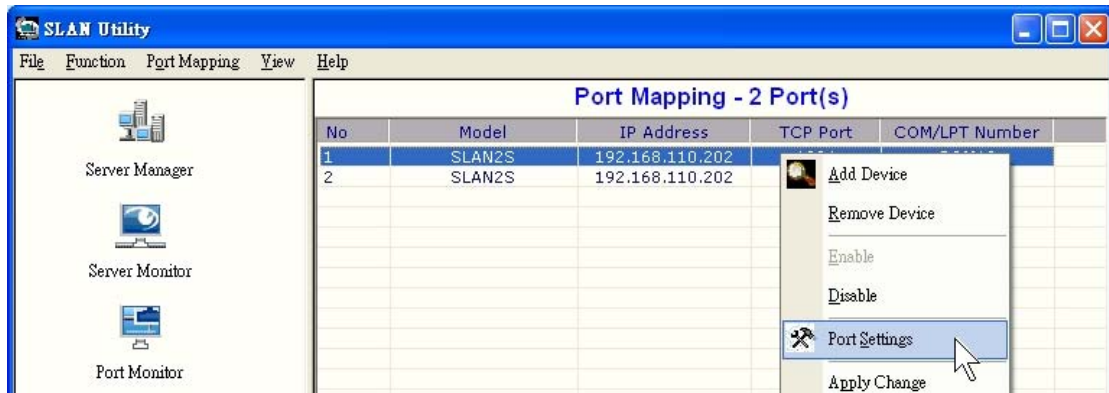 SLAN Utility
File Function Port Mapping View Help
Server Manager
Server Monitor
Port Monitor
Port Mapping - 2 Port(s)
No Model IP Address TCP Port COM/LPT Number
1 SLAN2S 192.168.110.202
2 SLAN2S 192.168.110.202
Add Device
Remove Device
Enable
Disable
Port Settings
Apply Change